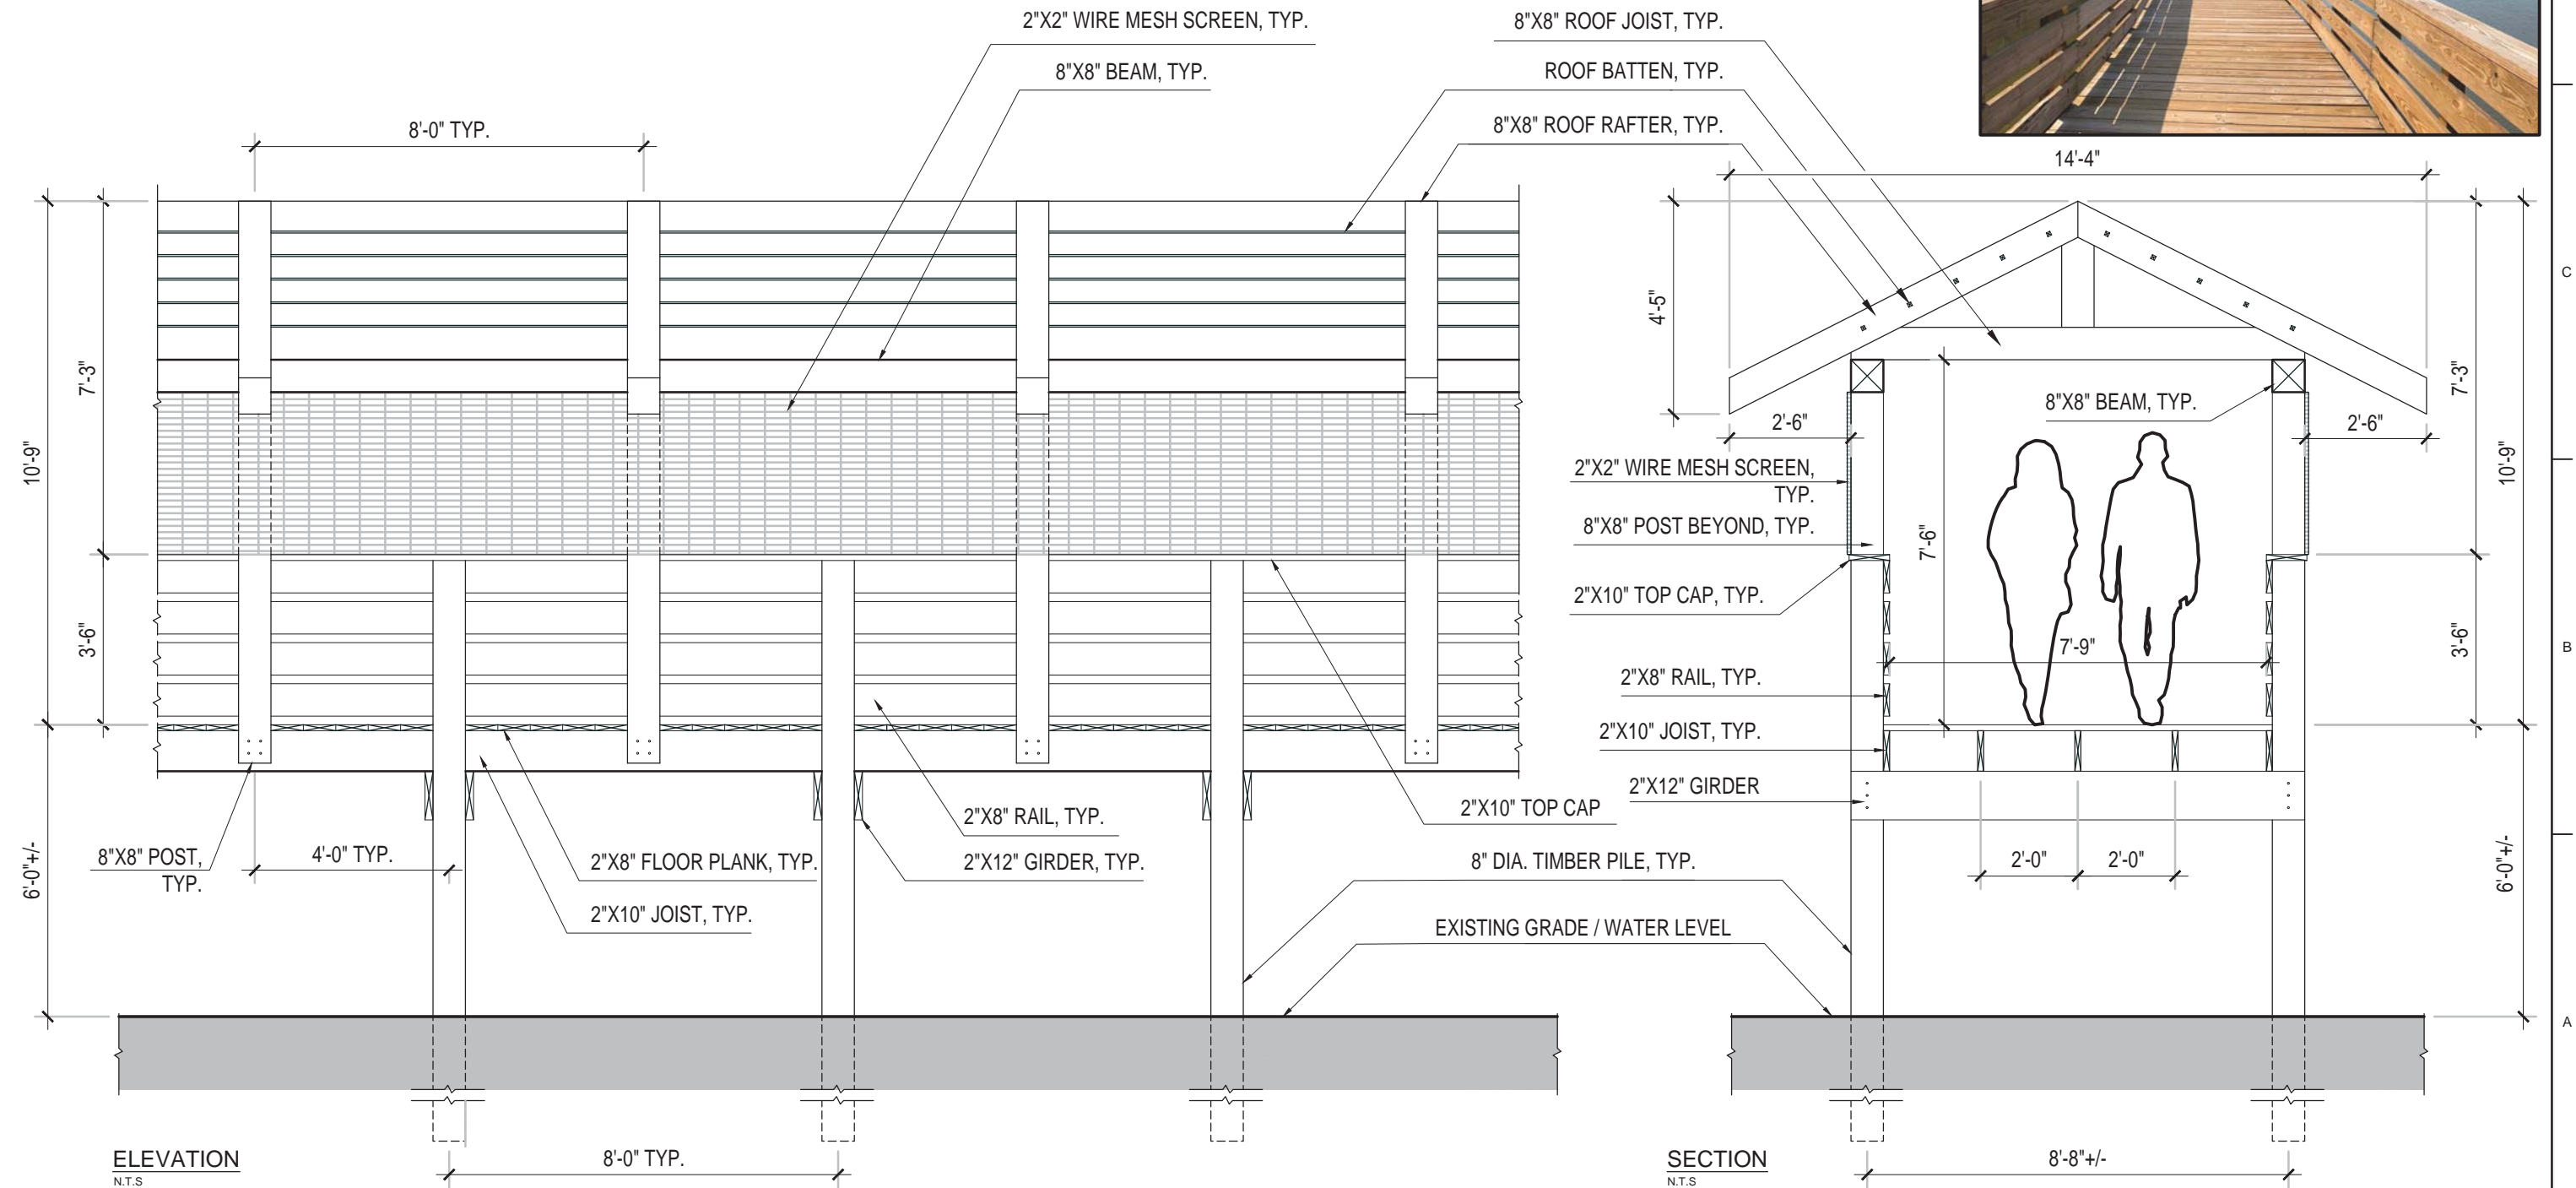 2"X2" WIRE MESH SCREEN, TYP.
8"X8" BEAM, TYP.
8"X8" ROOF JOIST, TYP.
ROOF BATTEN, TYP.
8"X8" ROOF RAFTER, TYP.
8'-0" TYP.
14'-4"
10'-9"
7'-3"
3'-6"
6'-0"+/-
4'-5"
2'-6"
8"X8" BEAM, TYP.
2'-6"
7'-3"
10'-9"
2"X2" WIRE MESH SCREEN,
TYP.
8"X8" POST BEYOND, TYP.
7'-6"
2"X10" TOP CAP, TYP.
7'-9"
3'-6"
2"X8" RAIL, TYP.
2"X10" JOIST, TYP.
2"X12" GIRDER
8"X8" POST,
TYP.
4'-0" TYP.
2"X8" FLOOR PLANK, TYP.
2"X10" JOIST, TYP.
2"X8" RAIL, TYP.
2"X12" GIRDER, TYP.
2"X10" TOP CAP
8" DIA. TIMBER PILE, TYP.
EXISTING GRADE / WATER LEVEL
2'-0"
2'-0"
6'-0"+/-
C
B
A
ELEVATION
N.T.S
8'-0" TYP.
SECTION
N.T.S
8'-8"+/-